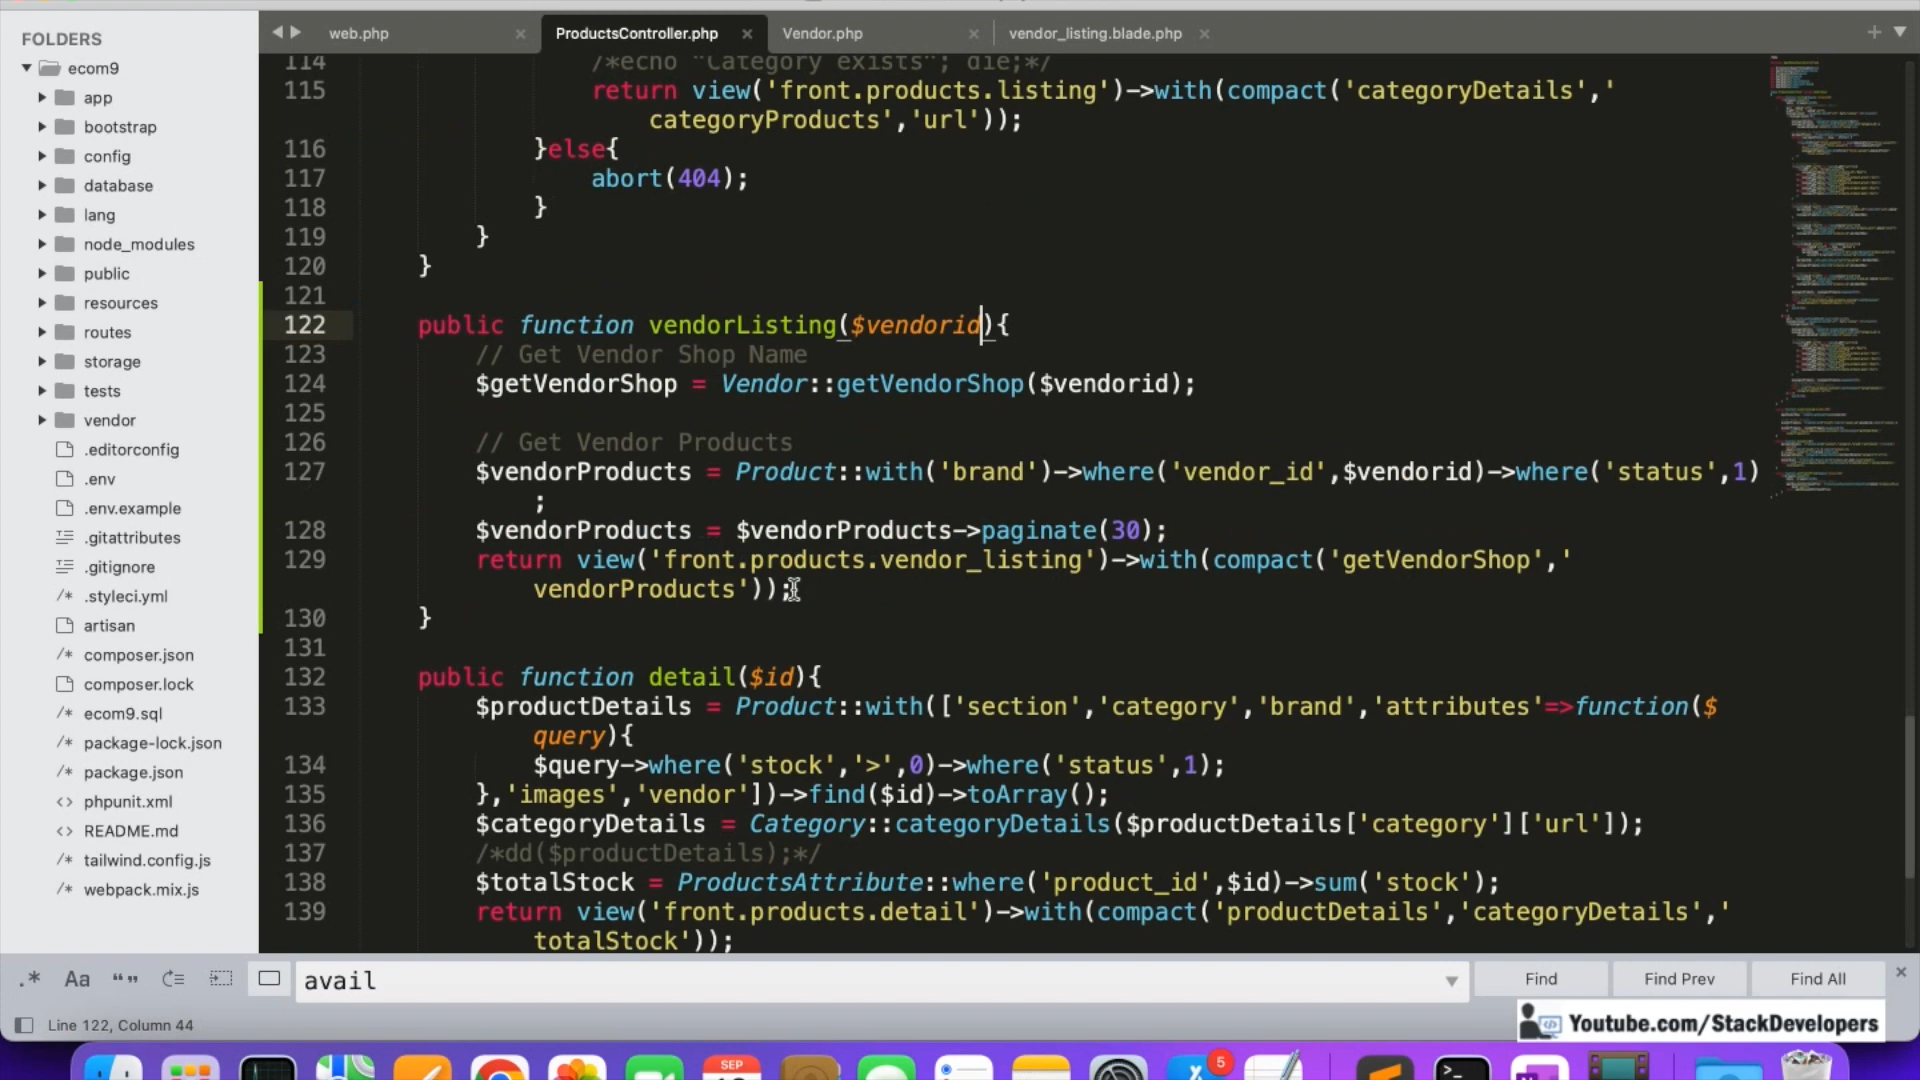 FOLDERS
ecom9
app
bootstrap
config
database
lang
node_modules
public
resources
routes
storage
tests
vendor
.editorconfig
.env
.env.example
.gitattributes
.gitignore
.styleci.yml
artisan
composer.json
composer.lock
ecom9.sql
package-lock.json
package.json
phpunit.xml
README.md
tailwind.config.js
webpack.mix.js
web.php
ProductsController.php
Vendor.php
vendor_listing.blade.php
114 /*echo "Category exists"; die;*/
115 return view('front.products.listing')->with(compact('categoryDetails','
categoryProducts','url'));
116 }else{
117 abort(404);
118 }
119 }
120 }
121
122 public function vendorListing($vendorid){
123 // Get Vendor Shop Name
124 $getVendorShop = Vendor::getVendorShop($vendorid);
125
126 // Get Vendor Products
127 $vendorProducts = Product::with('brand')->where('vendor_id',$vendorid)->where('status',1)
;
128 $vendorProducts = $vendorProducts->paginate(30);
129 return view('front.products.vendor_listing')->with(compact('getVendorShop','
vendorProducts'));
130 }
131
132 public function detail($id){
133 $productDetails = Product::with(['section','category','brand','attributes'=>function($
query){
134 $query->where('stock','>',0)->where('status',1);
135 },'images','vendor'])->find($id)->toArray();
136 $categoryDetails = Category::categoryDetails($productDetails['category']['url']);
137 /*dd($productDetails);*/
138 $totalStock = ProductsAttribute::where('product_id',$id)->sum('stock');
139 return view('front.products.detail')->with(compact('productDetails','categoryDetails','
totalStock'));
.* Aa “” avail Find Find Prev Find All
Line 122, Column 44
Youtube.com/StackDevelopers
SEP
5